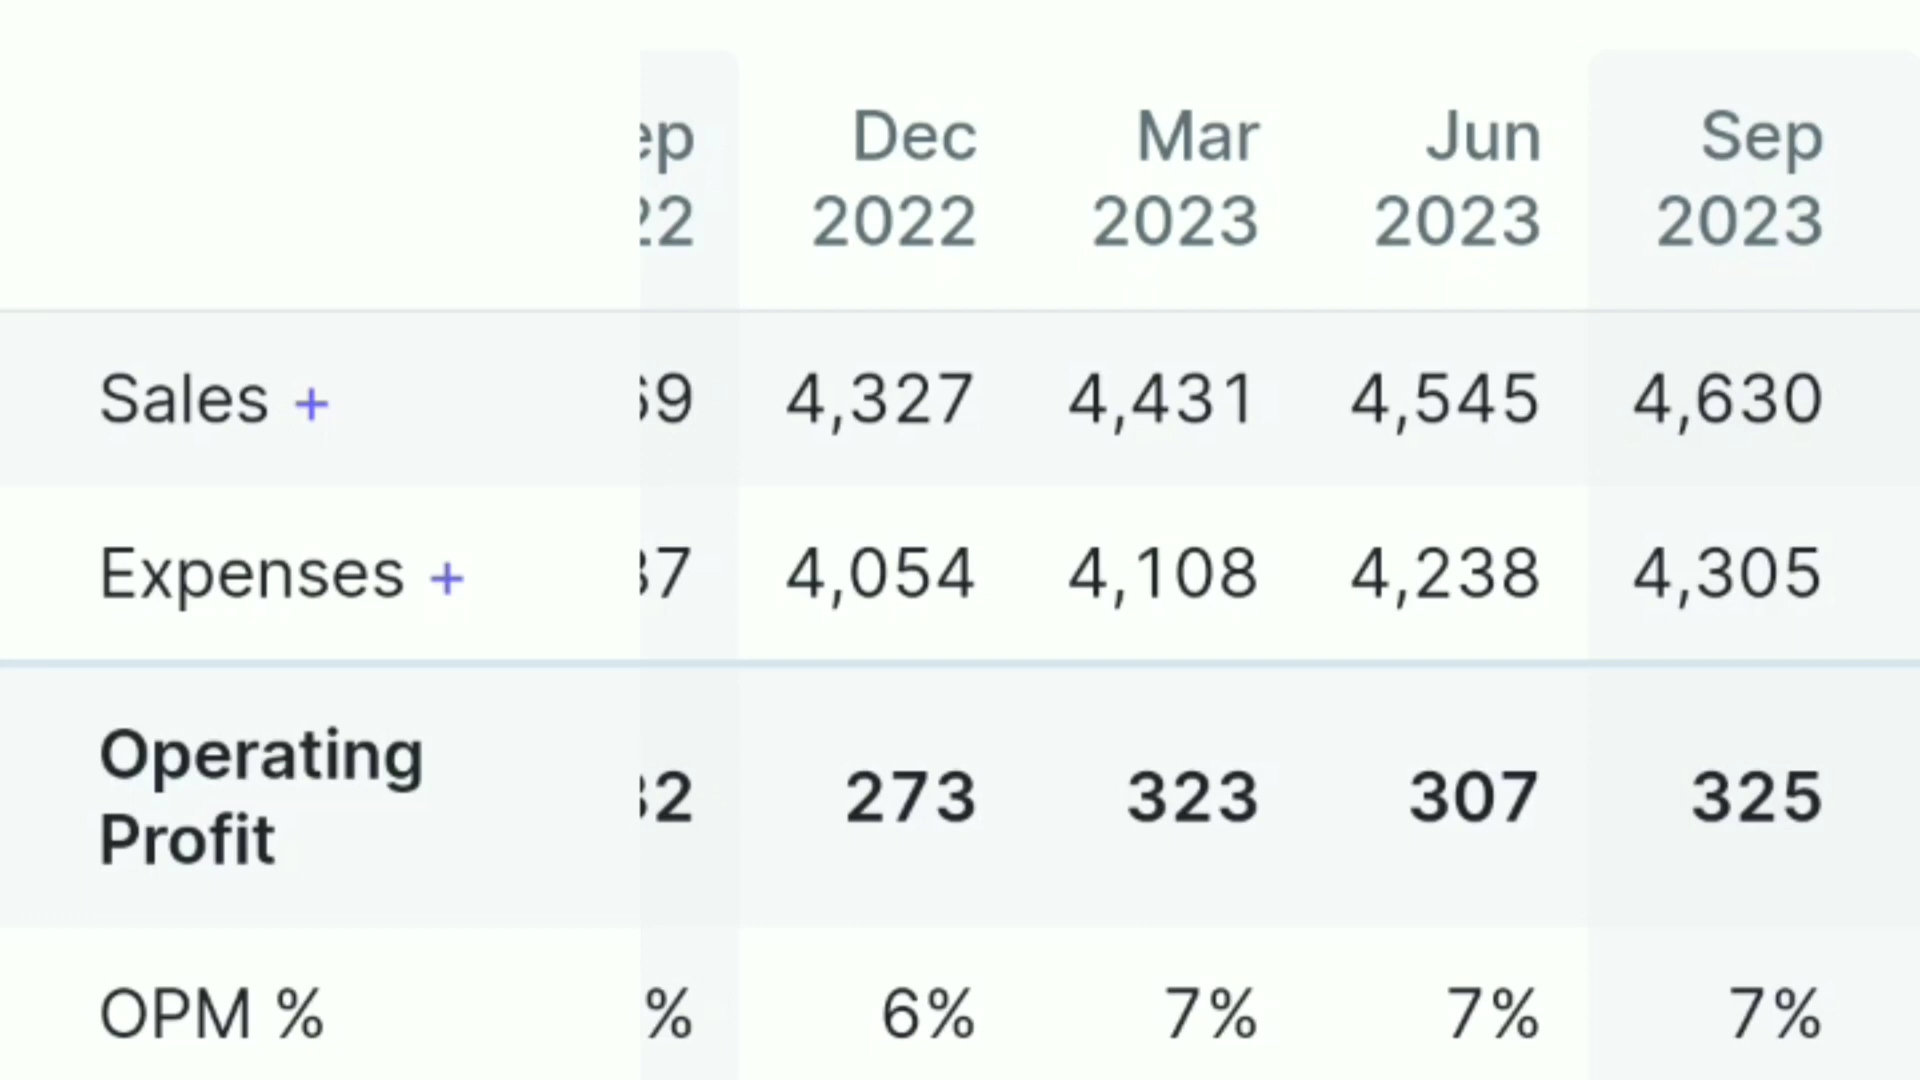 Dec Mar Jun Sep
2022 2023 2023 2023
Sales + 4,327 4,431 4,545 4,630
Expenses + 4,054 4,108 4,238 4,305
Operating
Profit 273 323 307 325
OPM % % 6% 7% 7% 7%